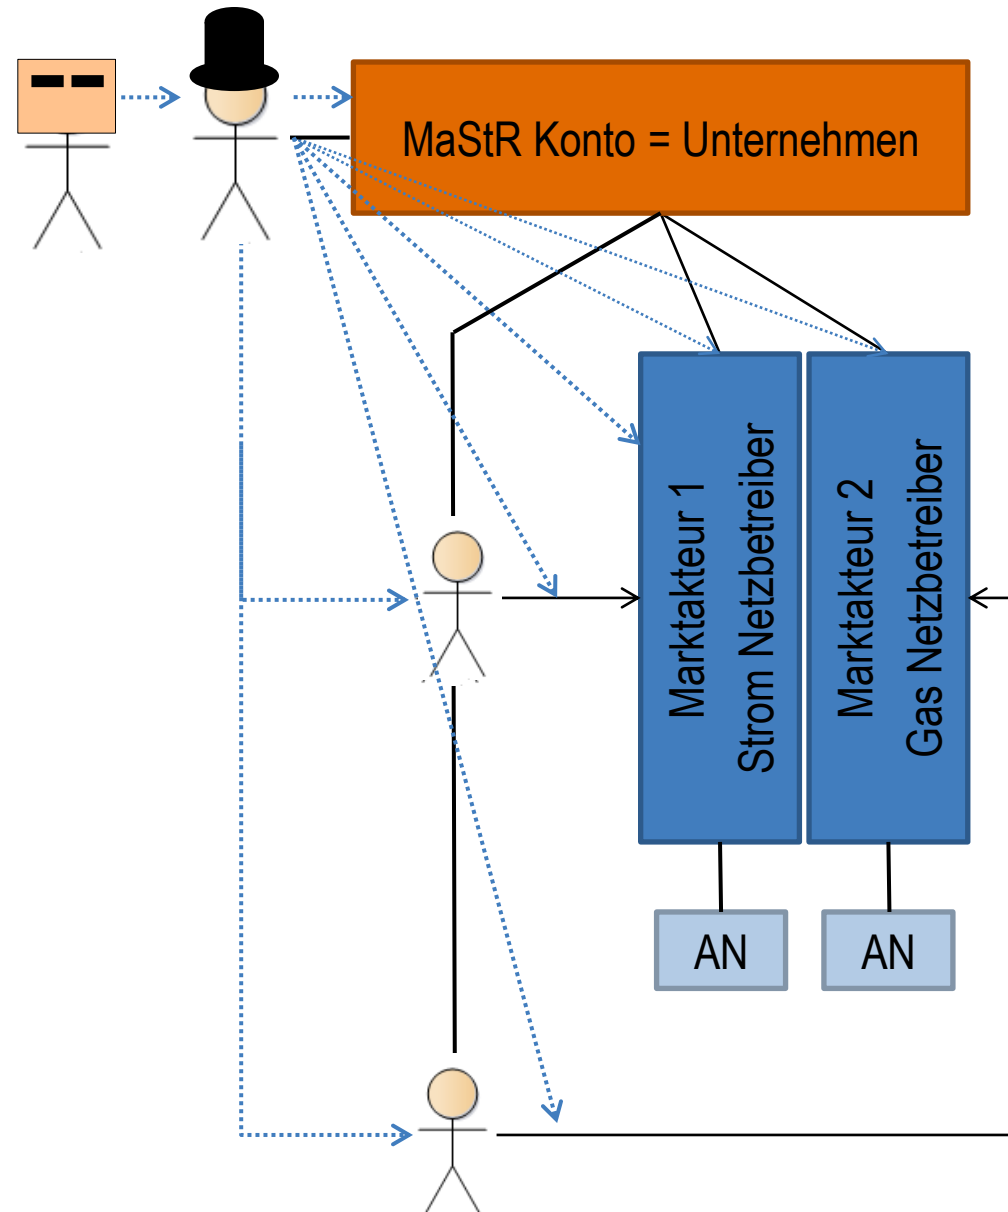 MaStR Konto = Unternehmen
Marktakteur 1
Strom Netzbetreiber
Marktakteur 2
Gas Netzbetreiber
AN
AN